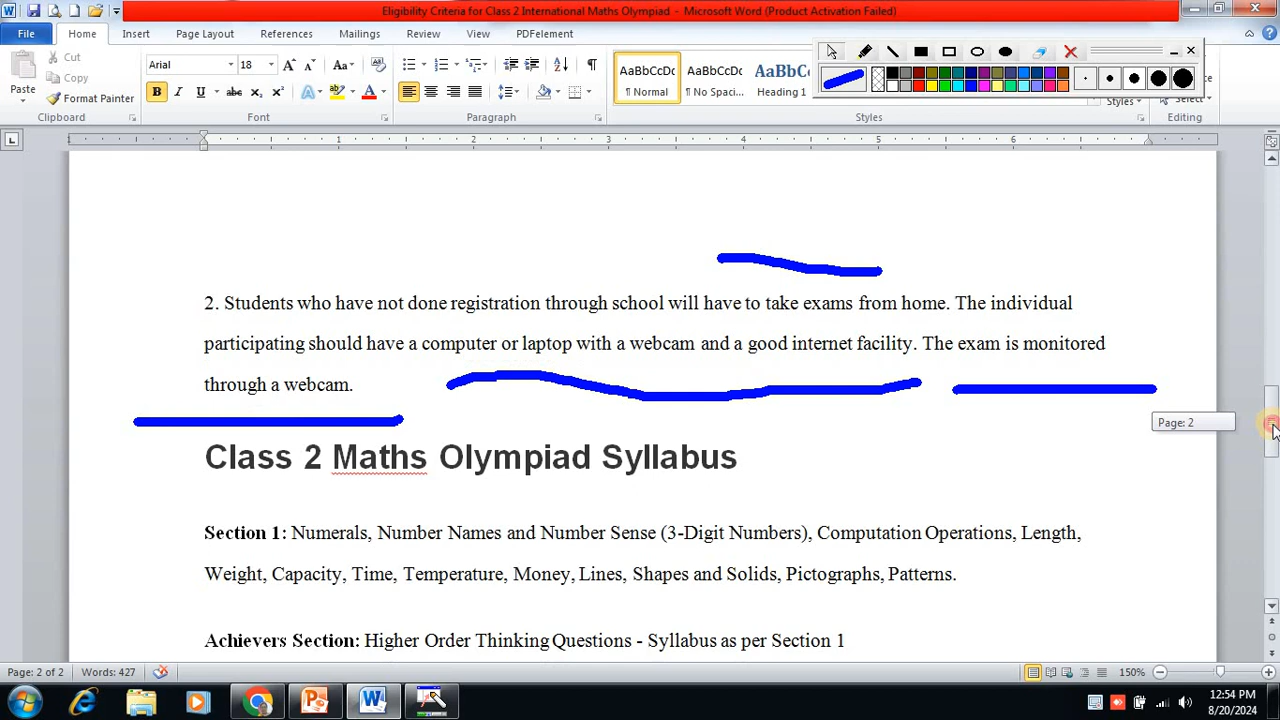 Eligibility Criteria for Class 2 International Maths Olympiad - Microsoft Word (Product Activation Failed)
File Home Insert Page Layout References Mailings Review View PDFelement
Paste
Cut
Copy
Format Painter
Clipboard
Arial 18
Font
Paragraph
AaBbCcDc AaBbCcDc AaBbCc
¶ Normal ¶ No Spaci... Heading 1
Styles
Styles
Select
Editing
2. Students who have not done registration through school will have to take exams from home. The individual
participating should have a computer or laptop with a webcam and a good internet facility. The exam is monitored
through a webcam.
Page: 2
Class 2 Maths Olympiad Syllabus
Section 1: Numerals, Number Names and Number Sense (3-Digit Numbers), Computation Operations, Length,
Weight, Capacity, Time, Temperature, Money, Lines, Shapes and Solids, Pictographs, Patterns.
Achievers Section: Higher Order Thinking Questions - Syllabus as per Section 1
Page: 2 of 2 Words: 427 150%
12:54 PM
8/20/2024